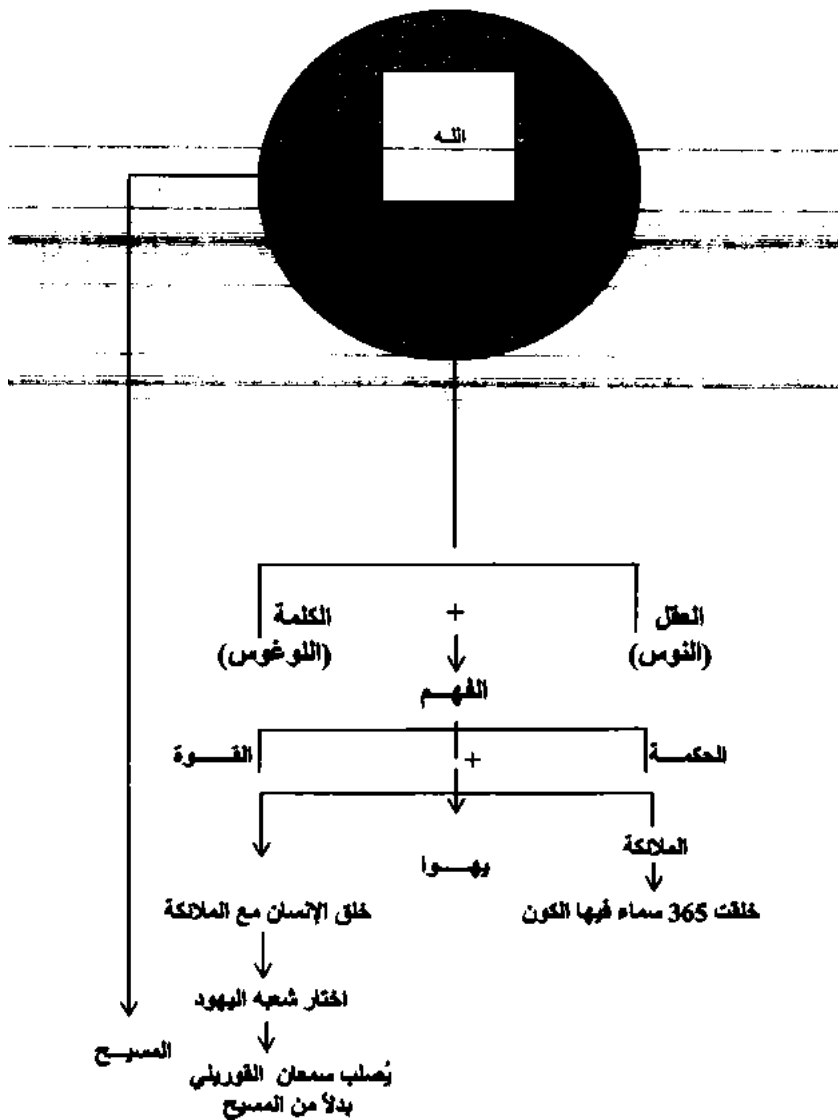 الله
العقل
(النوس)
+
الكلمة
(اللوغوس)
الفهم
الحكمة
+
القوة
الملائكة
يهوا
خلقت 365 سماء فيها الكون
خلق الإنسان مع الملائكة
اختار شعبه اليهود
يُصلب سمعان القوريني
بدلاً من المسيح
المسيح